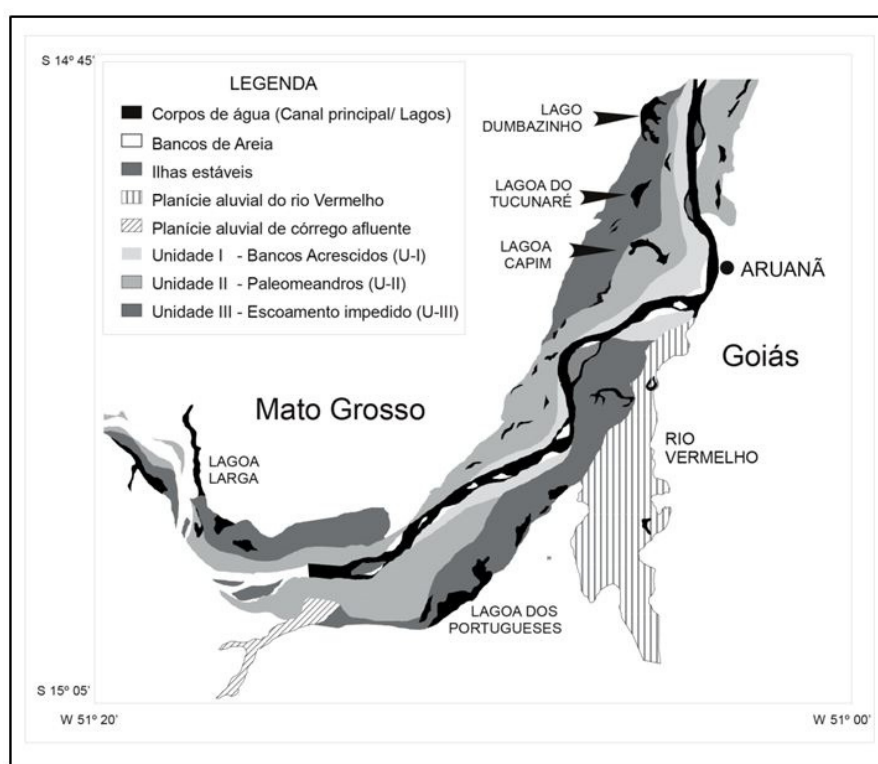 S 14º 45’
LEGENDA
Corpos de água (Canal principal/ Lagos)
Bancos de Areia
Ilhas estáveis
Planície aluvial do rio Vermelho
Planície aluvial de córrego afluente
Unidade I - Bancos Acrescidos (U-I)
Unidade II - Paleomeandros (U-II)
Unidade III - Escoamento impedido (U-III)
LAGO
DUMBAZINHO
LAGOA DO
TUCUNARÉ
LAGOA
CAPIM
ARUANÃ
Goiás
Mato Grosso
RIO
VERMELHO
LAGOA
LARGA
LAGOA DOS
PORTUGUESES
S 15º 05’
W 51º 20’
W 51º 00’